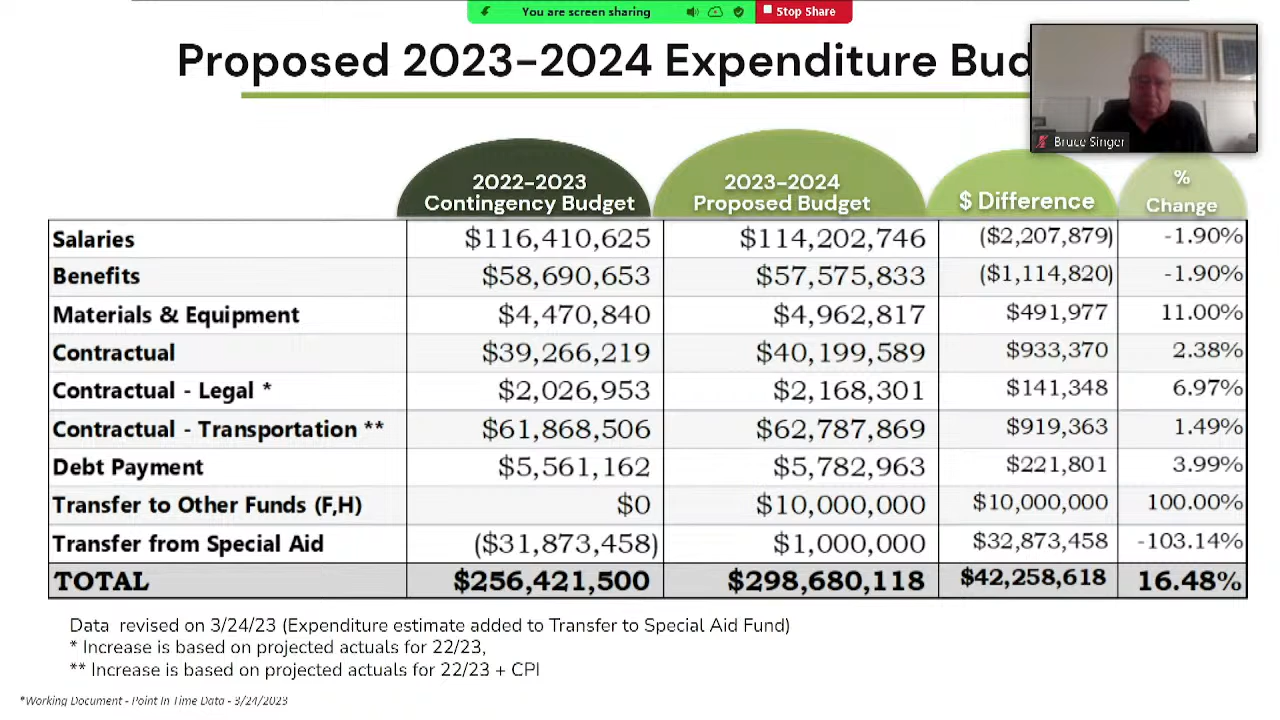 You are screen sharing
Stop Share
Proposed 2023-2024 Expenditure
Bruce Singer
2022-2023 Contingency Budget
2023-2024 Proposed Budget
$ Difference
% Change
Salaries $116,410,625 $114,202,746 ($2,207,879) -1.90%
Benefits $58,690,653 $57,575,833 ($1,114,820) -1.90%
Materials & Equipment $4,470,840 $4,962,817 $491,977 11.00%
Contractual $39,266,219 $40,199,589 $933,370 2.38%
Contractual - Legal * $2,026,953 $2,168,301 $141,348 6.97%
Contractual - Transportation ** $61,868,506 $62,787,869 $919,363 1.49%
Debt Payment $5,561,162 $5,782,963 $221,801 3.99%
Transfer to Other Funds (F,H) $0 $10,000,000 $10,000,000 100.00%
Transfer from Special Aid ($31,873,458) $1,000,000 $32,873,458 -103.14%
TOTAL $256,421,500 $298,680,118 $42,258,618 16.48%
Data revised on 3/24/23 (Expenditure estimate added to Transfer to Special Aid Fund)
* Increase is based on projected actuals for 22/23,
** Increase is based on projected actuals for 22/23 + CPI
*Working Document - Point In Time Data - 3/24/2023